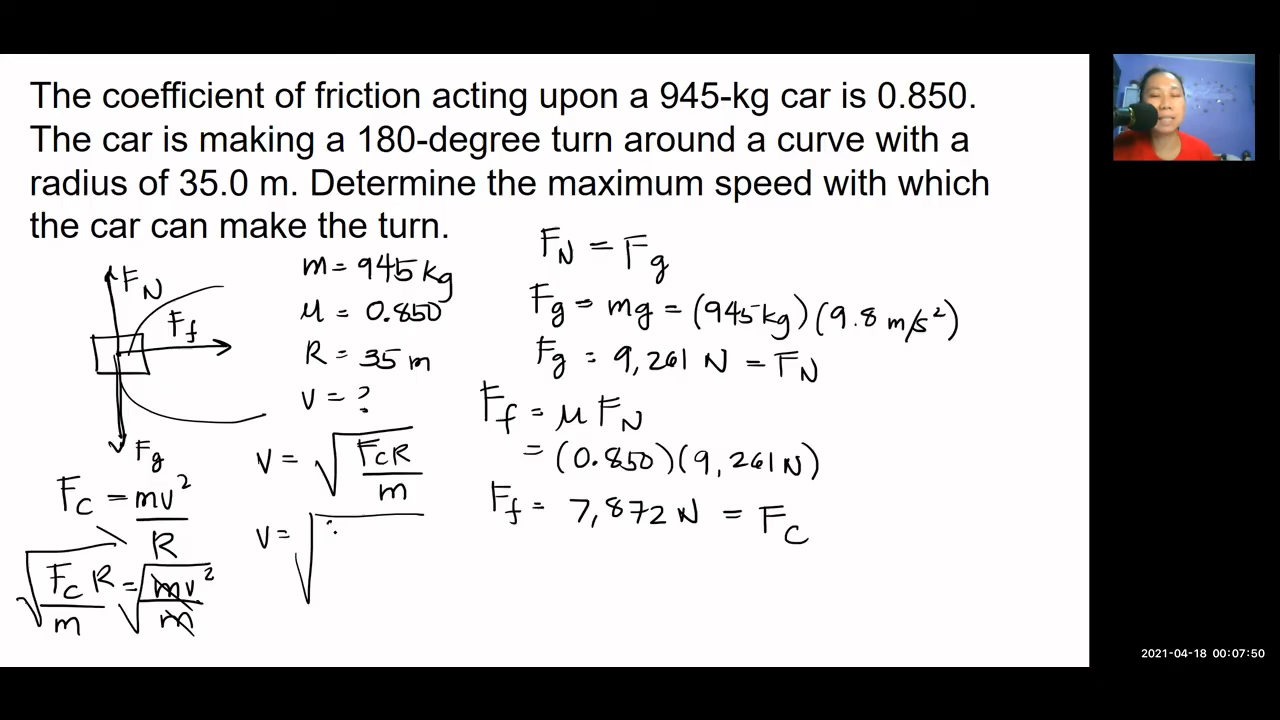 The coefficient of friction acting upon a 945-kg car is 0.850.
The car is making a 180-degree turn around a curve with a
radius of 35.0 m. Determine the maximum speed with which
the car can make the turn.
F_N
F_f
F_g
F_C = mv²/R
√(F_C R/m) = √(mv²/m)
m = 945 kg
μ = 0.850
R = 35 m
v = ?
v = √(F_C R/m)
v = √
F_N = F_g
F_g = mg = (945 kg)(9.8 m/s²)
F_g = 9,261 N = F_N
F_f = μ F_N
= (0.850)(9,261 N)
F_f = 7,872 N = F_C
2021-04-18 00:07:50